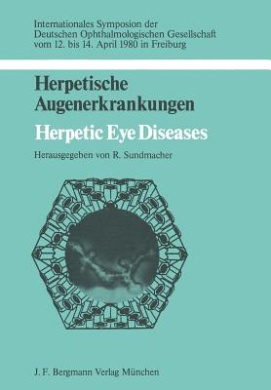 Internationales Symposion der
Deutschen Ophthalmologischen Gesellschaft
vom 12. bis 14. April 1980 in Freiburg
Herpetische
Augenerkrankungen
Herpetic Eye Diseases
Herausgegeben von R. Sundmacher
J. F. Bergmann Verlag München